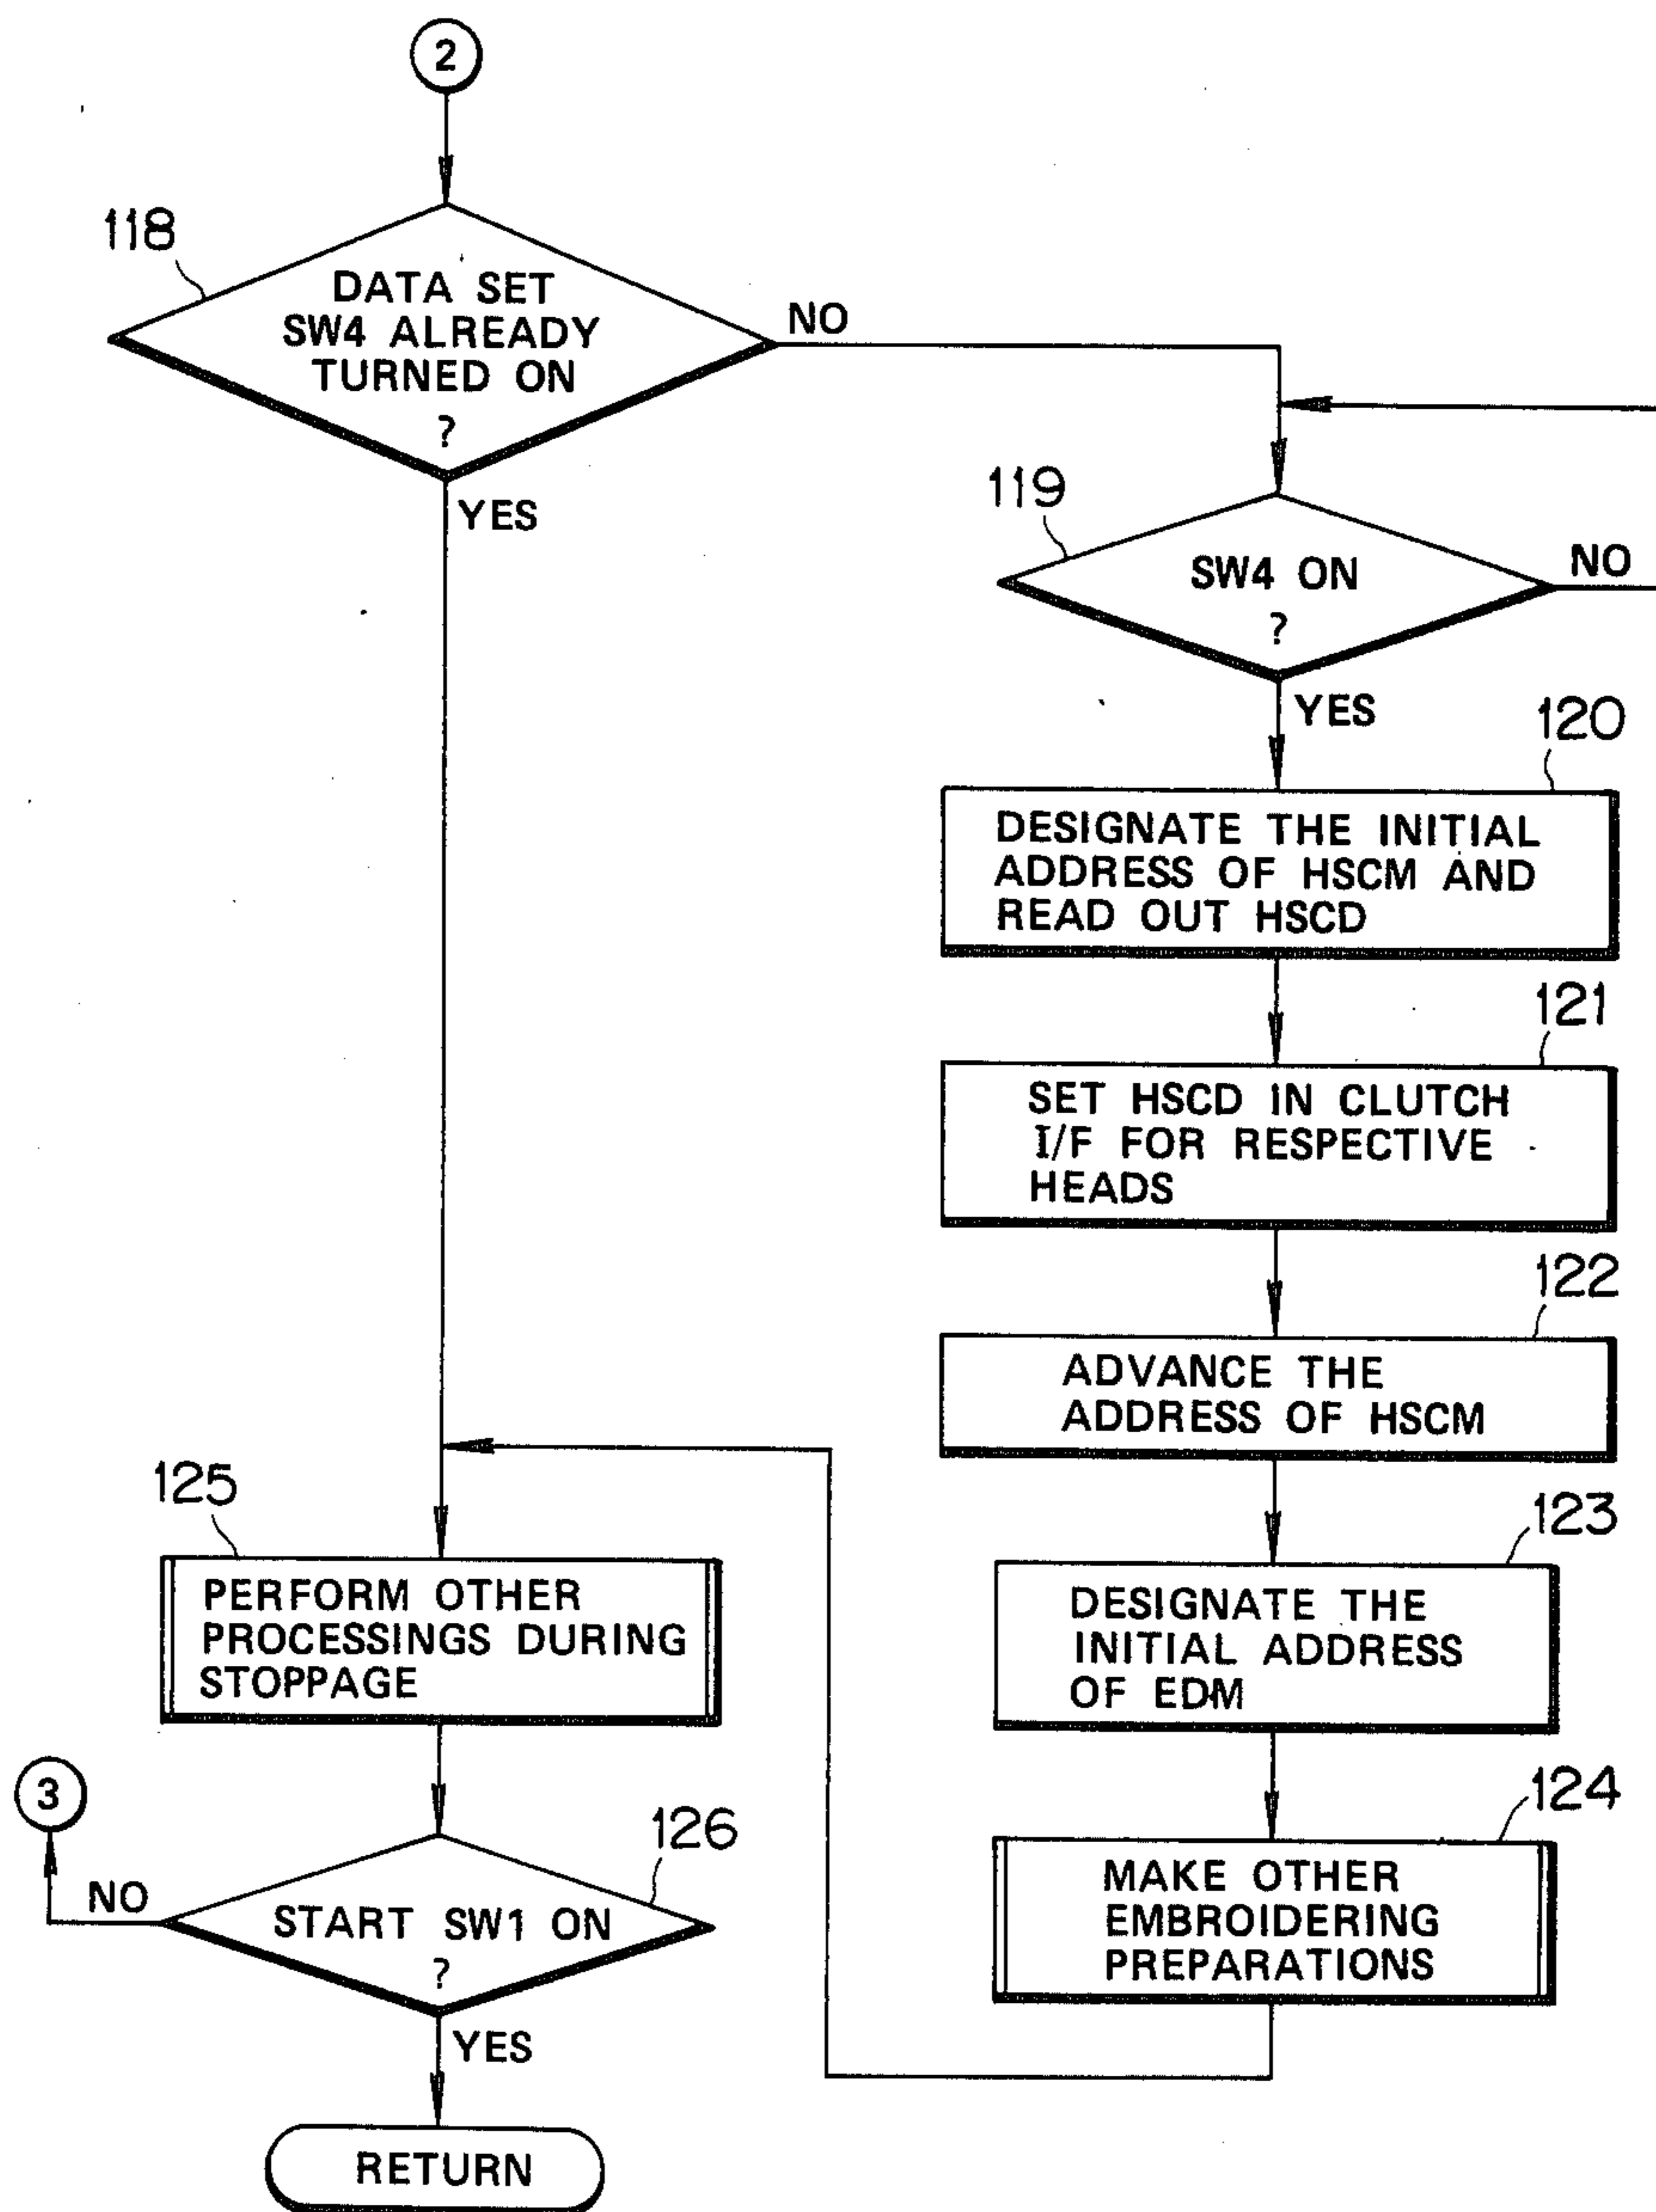 2
118
DATA SET
SW4 ALREADY
TURNED ON
?
NO
YES
119
SW4 ON
?
NO
YES
120
DESIGNATE THE INITIAL
ADDRESS OF HSCM AND
READ OUT HSCD
121
SET HSCD IN CLUTCH
I/F FOR RESPECTIVE
HEADS
122
ADVANCE THE
ADDRESS OF HSCM
123
DESIGNATE THE
INITIAL ADDRESS
OF EDM
124
MAKE OTHER
EMBROIDERING
PREPARATIONS
125
PERFORM OTHER
PROCESSINGS DURING
STOPPAGE
3
126
NO
START SW1 ON
?
YES
RETURN